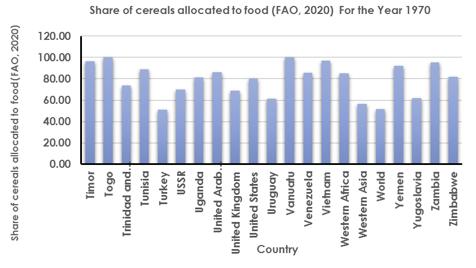 Share of cereals allocated to food (FAO, 2020)  For the Year 1970
Share of cereals allocated to food (FAO, 2020)
120.00
100.00
80.00
60.00
40.00
20.00
0.00
Timor
Togo
Trinidad and...
Tunisia
Turkey
USSR
Uganda
United Arab...
United Kingdom
United States
Uruguay
Vanuatu
Venezuela
Vietnam
Western Africa
Western Asia
World
Yemen
Yugoslavia
Zambia
Zimbabwe
Country